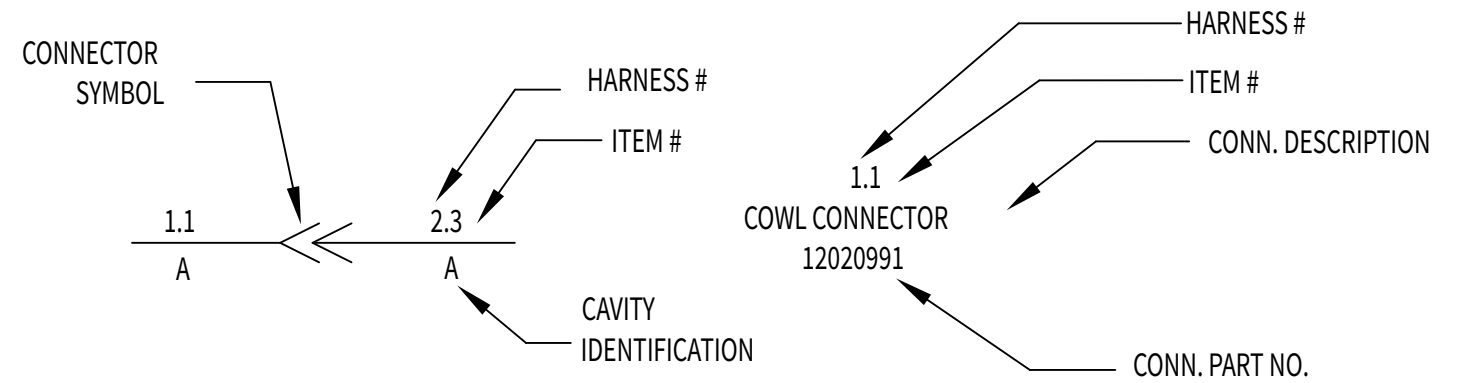 CONNECTOR
SYMBOL
HARNESS #
ITEM #
1.1
2.3
A
A
CAVITY
IDENTIFICATION
HARNESS #
ITEM #
CONN. DESCRIPTION
1.1
COWL CONNECTOR
12020991
CONN. PART NO.